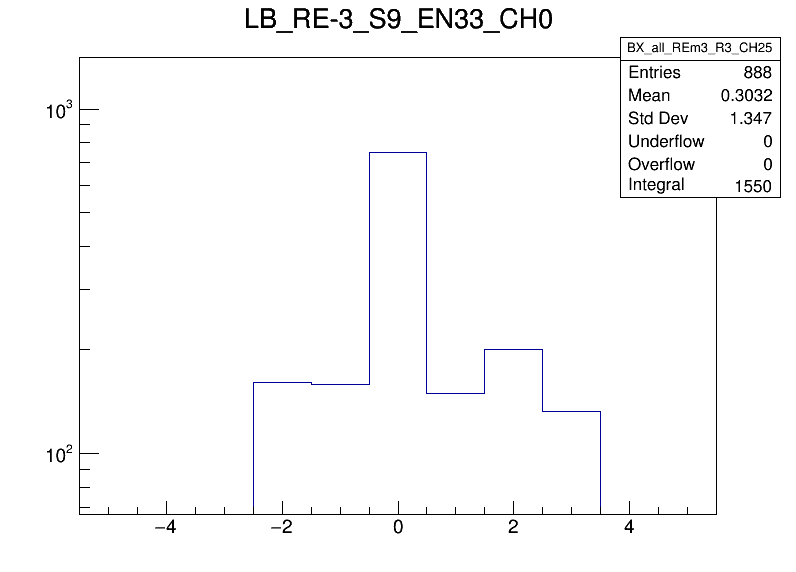 LB_RE-3_S9_EN33_CH0
BX_all_REm3_R3_CH25
Entries 888
Mean 0.3032
Std Dev 1.347
Underflow 0
Overflow 0
Integral 1550
10³
10²
−4 −2 0 2 4